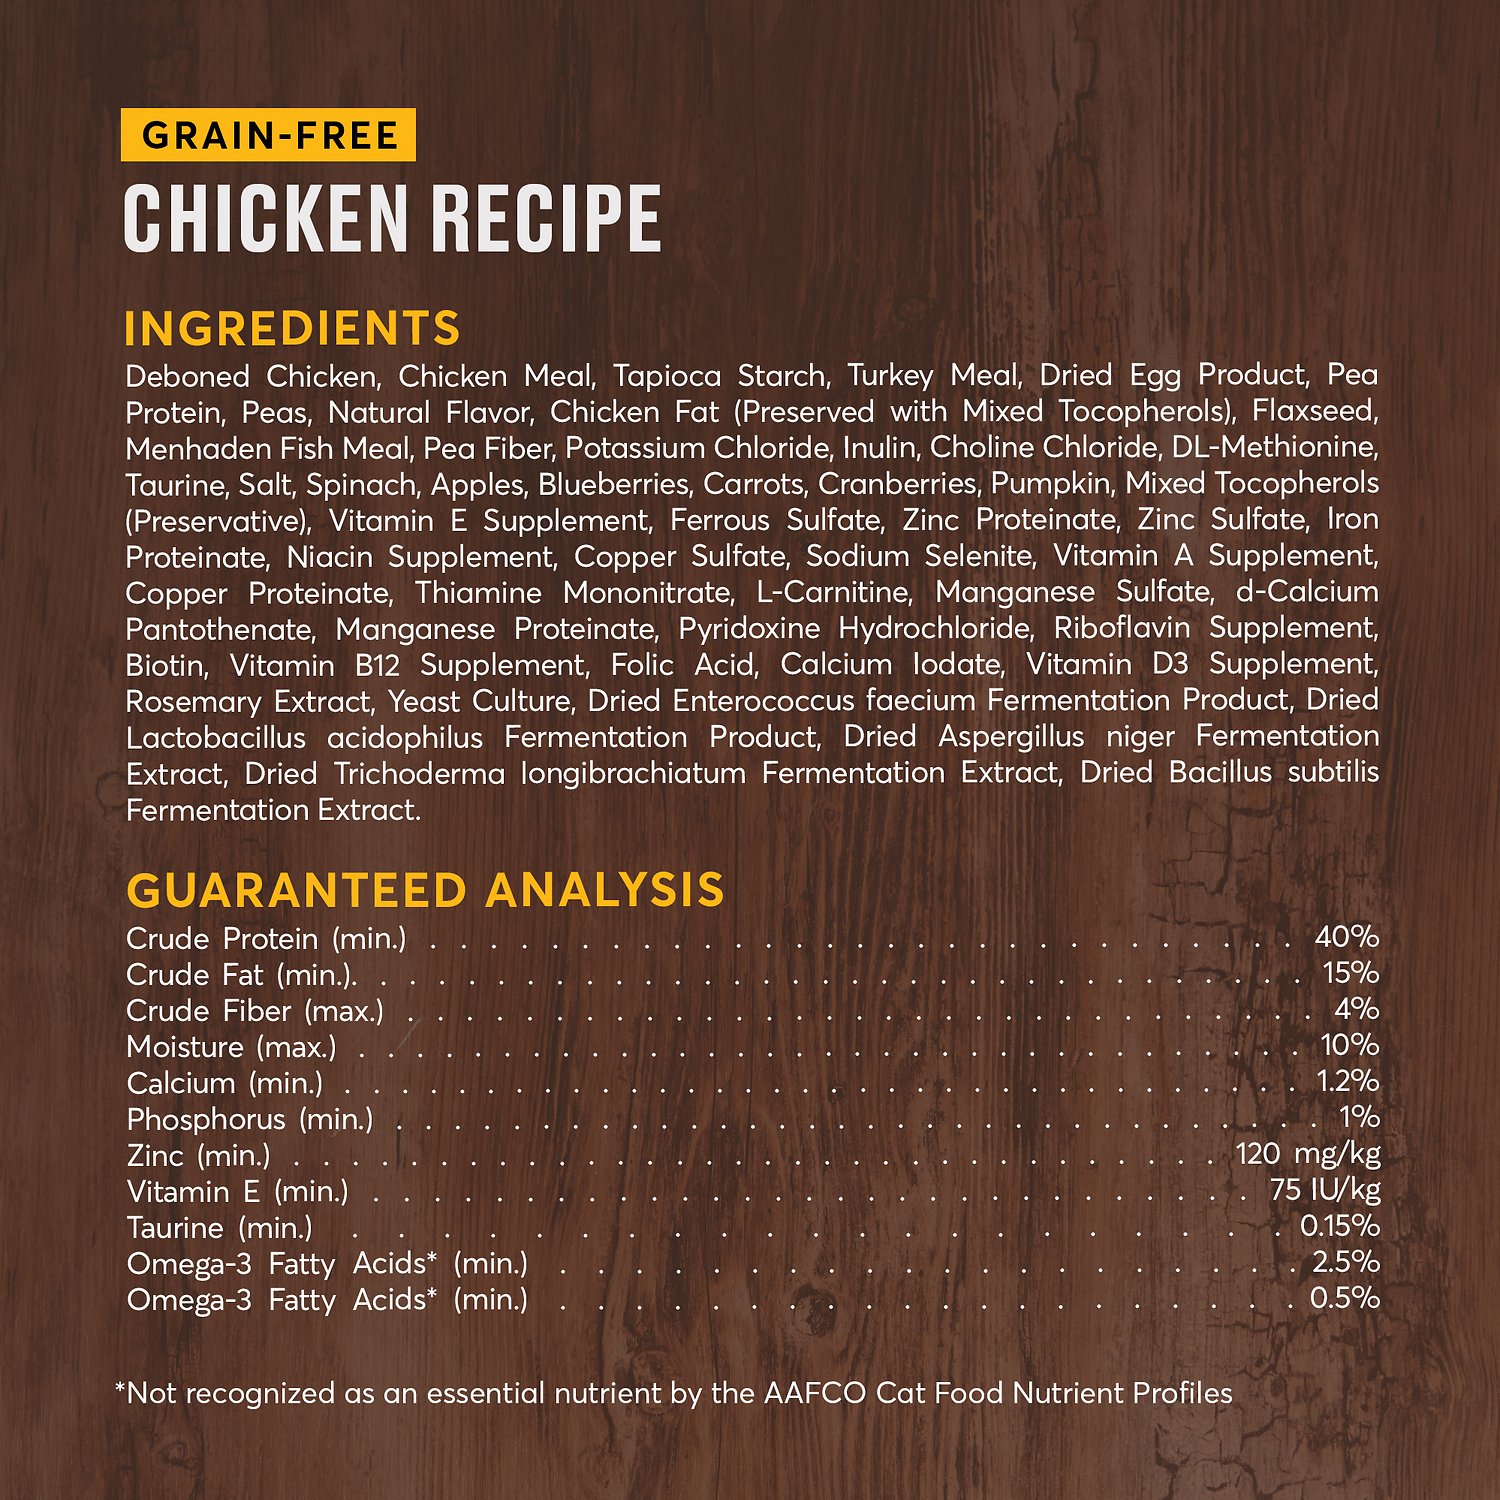 GRAIN-FREE
CHICKEN RECIPE
INGREDIENTS
Deboned Chicken, Chicken Meal, Tapioca Starch, Turkey Meal, Dried Egg Product, Pea
Protein, Peas, Natural Flavor, Chicken Fat (Preserved with Mixed Tocopherols), Flaxseed,
Menhaden Fish Meal, Pea Fiber, Potassium Chloride, Inulin, Choline Chloride, DL-Methionine,
Taurine, Salt, Spinach, Apples, Blueberries, Carrots, Cranberries, Pumpkin, Mixed Tocopherols
(Preservative), Vitamin E Supplement, Ferrous Sulfate, Zinc Proteinate, Zinc Sulfate, Iron
Proteinate, Niacin Supplement, Copper Sulfate, Sodium Selenite, Vitamin A Supplement,
Copper Proteinate, Thiamine Mononitrate, L-Carnitine, Manganese Sulfate, d-Calcium
Pantothenate, Manganese Proteinate, Pyridoxine Hydrochloride, Riboflavin Supplement,
Biotin, Vitamin B12 Supplement, Folic Acid, Calcium Iodate, Vitamin D3 Supplement,
Rosemary Extract, Yeast Culture, Dried Enterococcus faecium Fermentation Product, Dried
Lactobacillus acidophilus Fermentation Product, Dried Aspergillus niger Fermentation
Extract, Dried Trichoderma longibrachiatum Fermentation Extract, Dried Bacillus subtilis
Fermentation Extract.
GUARANTEED ANALYSIS
Crude Protein (min.) . . . . . . . . . . 40%
Crude Fat (min.). . . . . . . . . . . 15%
Crude Fiber (max.) . . . . . . . . . . 4%
Moisture (max.) . . . . . . . . . . 10%
Calcium (min.) . . . . . . . . . . 1.2%
Phosphorus (min.) . . . . . . . . . . 1%
Zinc (min.) . . . . . . . . . . 120 mg/kg
Vitamin E (min.) . . . . . . . . . . 75 IU/kg
Taurine (min.) . . . . . . . . . . 0.15%
Omega-3 Fatty Acids* (min.) . . . . . . . . . . 2.5%
Omega-3 Fatty Acids* (min.) . . . . . . . . . . 0.5%
*Not recognized as an essential nutrient by the AAFCO Cat Food Nutrient Profiles